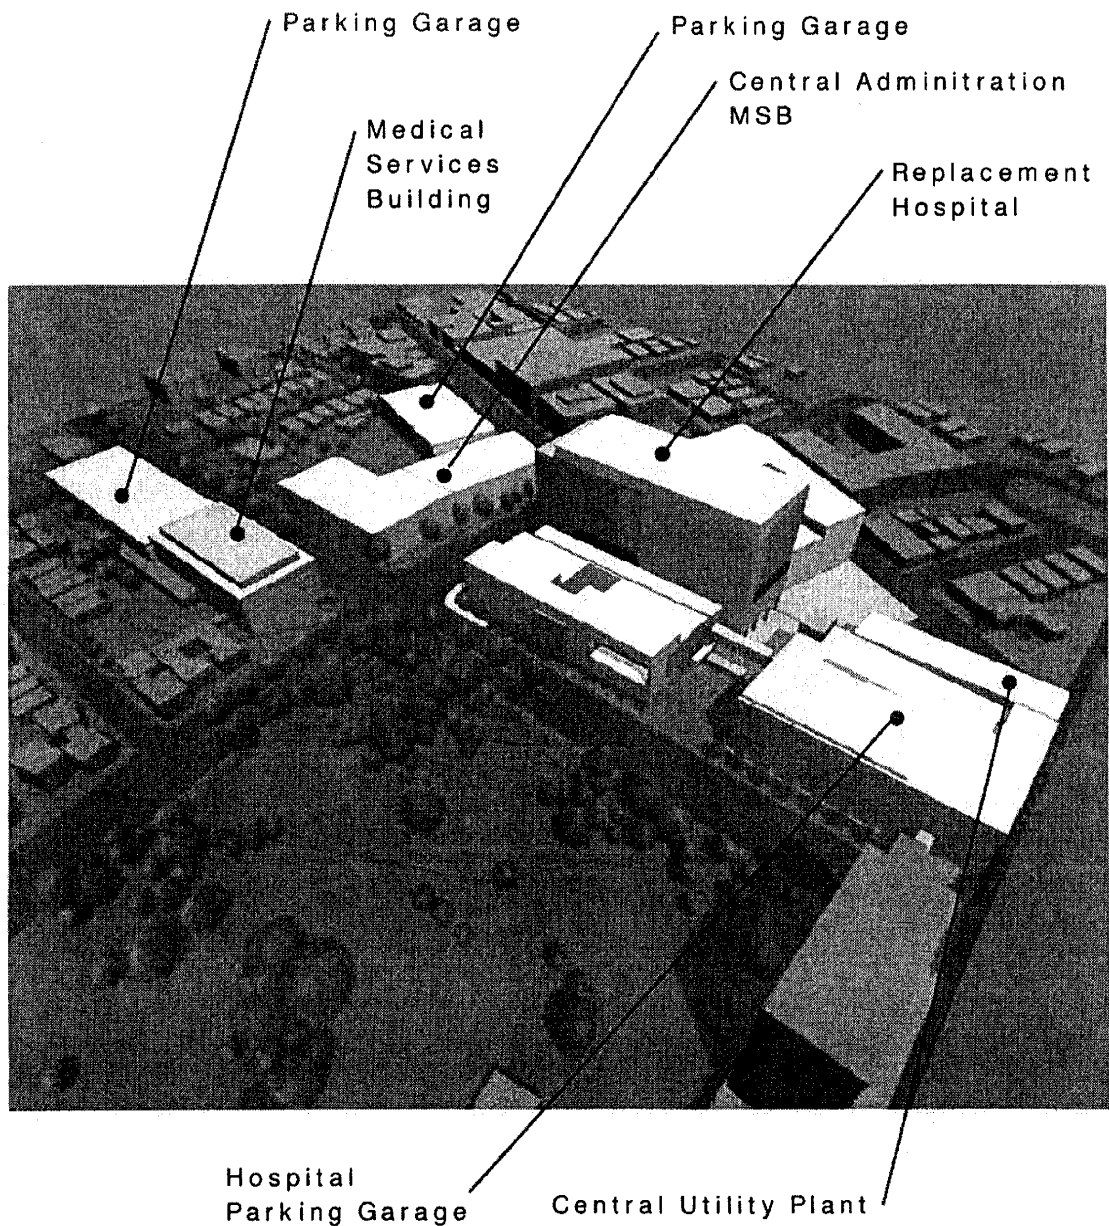 Parking Garage
Parking Garage
Central Adminitration
MSB
Medical
Services
Building
Replacement
Hospital
Hospital
Parking Garage
Central Utility Plant